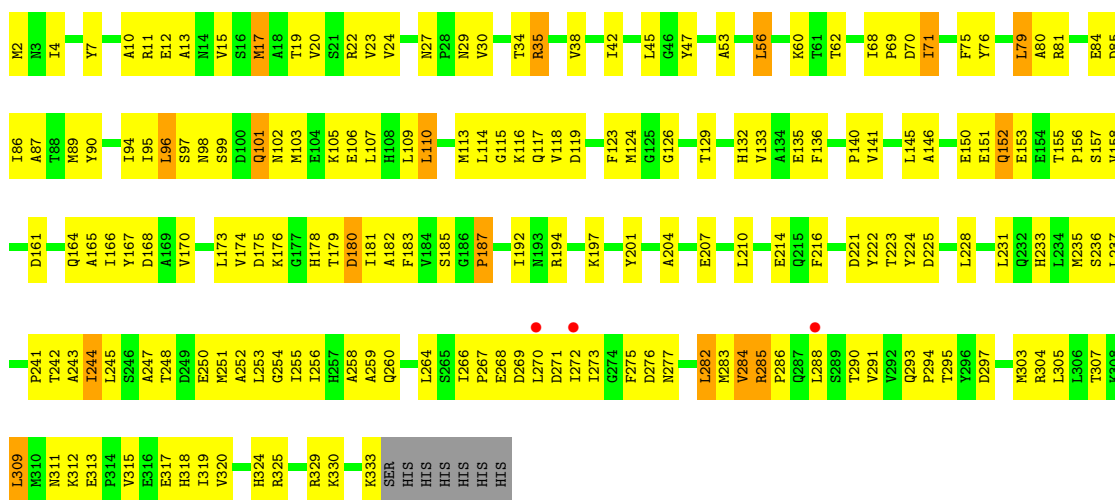 M2 N3 I4 Y7 A10 R11 E12 A13 N14 V15 S16 M17 A18 T19 V20 S21 R22 V23 V24 N27 P28 N29 V30 T34 R35 V38 I42 L45 G46 Y47 A53 L56 K60 T61 T62 I68 P69 D70 I71 F75 Y76 L79 A80 R81 E84
I86 A87 T88 M89 Y90 I94 I95 L96 S97 N98 S99 D100 Q101 N102 M103 E104 K105 E106 L107 H108 L109 L110 M113 L114 G115 K116 Q117 V118 D119 F123 M124 G125 G126 T129 H132 V133 A134 E135 F136 P140 V141 L145 A146 E150 E151 Q152 E153 E154 T155 P156 S157
D161 Q164 A165 I166 Y167 D168 A169 V170 L173 V174 D175 K176 G177 H178 T179 D180 I181 A182 F183 V184 S185 G186 P187 I192 N193 R194 K197 Y201 A204 E207 L210 E214 Q215 F216 D221 Y222 T223 Y224 D225 L228 L231 Q232 H233 L234 M235 S236
P241 T242 A243 I244 L245 S246 A247 T248 D249 E250 M251 A252 L253 G254 I255 I256 H257 A258 A259 Q260 L264 S265 I266 P267 E268 D269 L270 D271 I272 I273 G274 F275 D276 N277 L282 M283 V284 R285 P286 Q287 L288 S289 T290 V291 V292 Q293 P294 T295 Y296 D297 M303 R304 L305 L306 T307
L309 M310 N311 K312 E313 P314 V315 E316 E317 H318 I319 V320 H324 R325 R329 K330 K333 SER HIS HIS HIS HIS HIS HIS